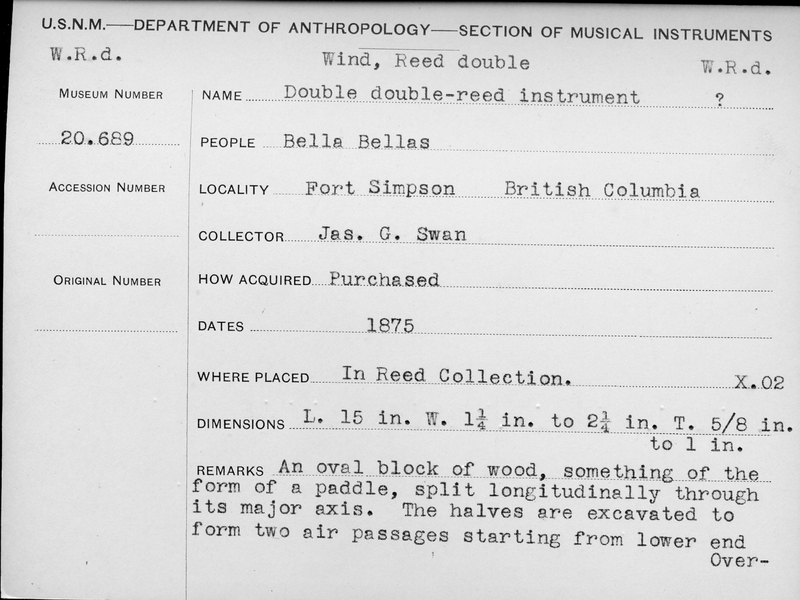 U.S.N.M.—DEPARTMENT OF ANTHROPOLOGY—SECTION OF MUSICAL INSTRUMENTS
W.R.d. Wind, Reed double W.R.d.
MUSEUM NUMBER
20.689
ACCESSION NUMBER
ORIGINAL NUMBER
NAME Double double-reed instrument ?
PEOPLE Bella Bellas
LOCALITY Fort Simpson British Columbia
COLLECTOR Jas. G. Swan
HOW ACQUIRED Purchased
DATES 1875
WHERE PLACED In Reed Collection. X.02
DIMENSIONS L. 15 in. W. 1¼ in. to 2¼ in. T. 5/8 in.
to 1 in.
REMARKS An oval block of wood, something of the
form of a paddle, split longitudinally through
its major axis. The halves are excavated to
form two air passages starting from lower end
Over-